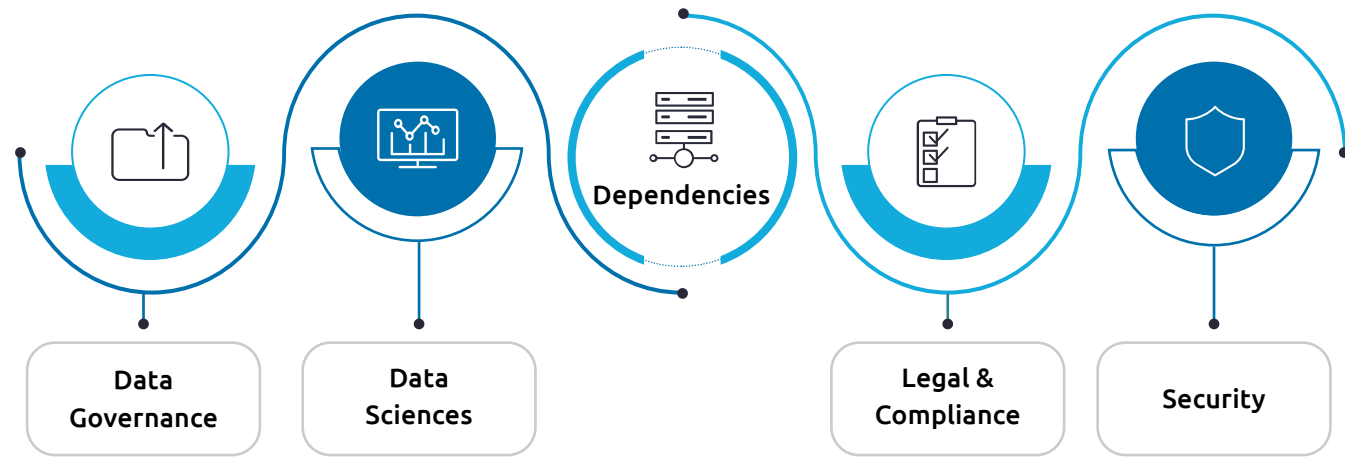 Dependencies
Data
Governance
Data
Sciences
Legal &
Compliance
Security